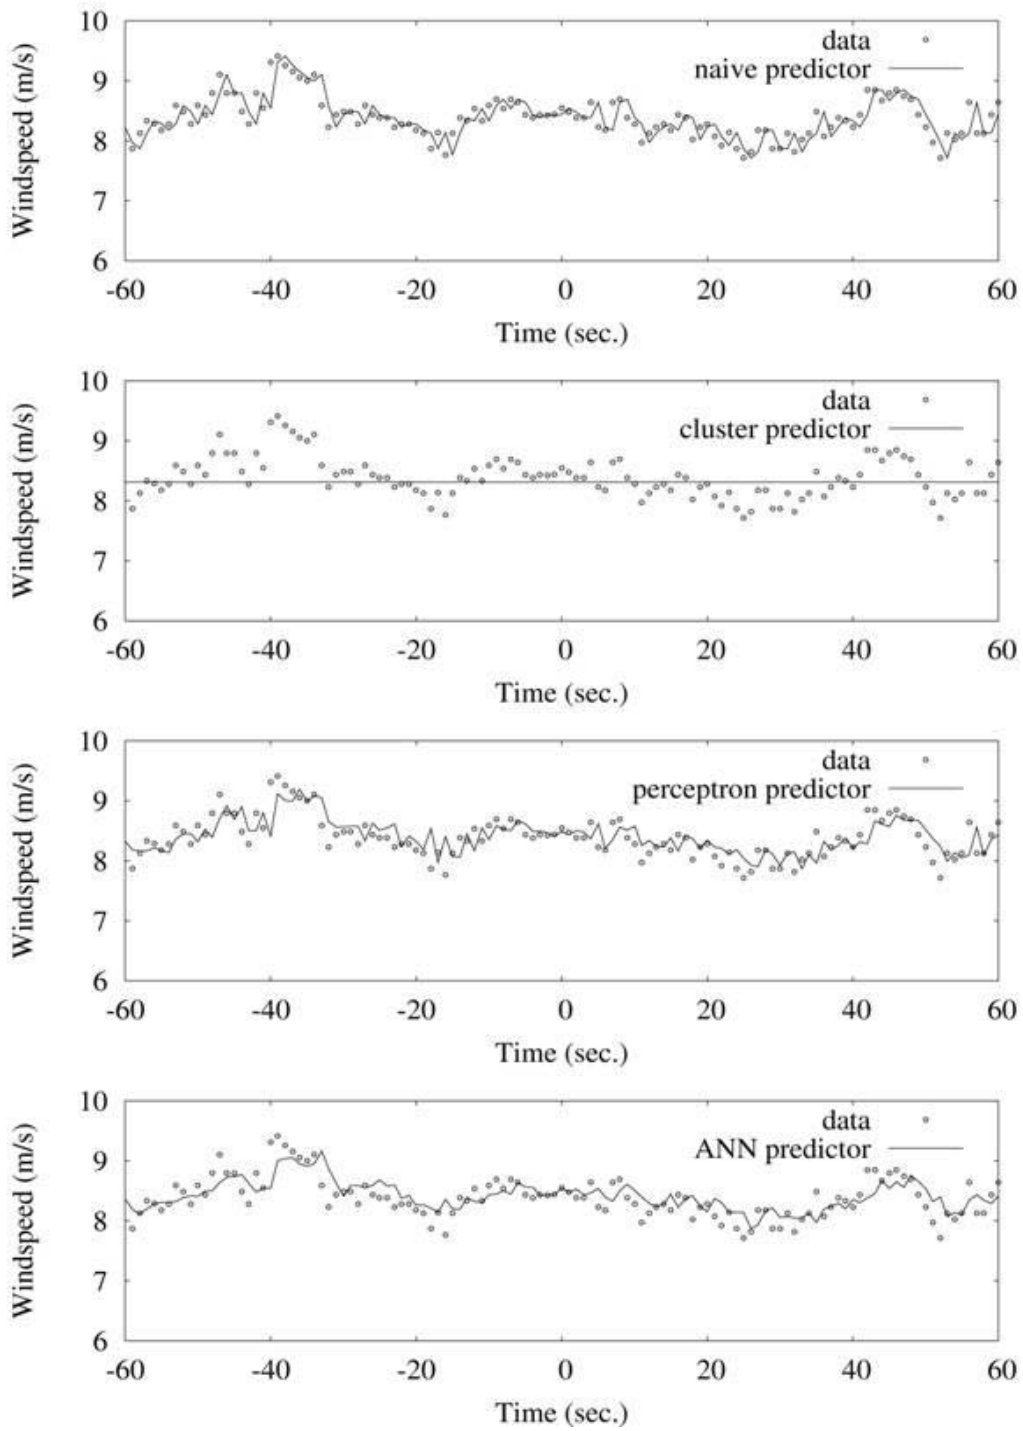 10
data
naive predictor
9
8
7
6
Windspeed (m/s)
-60 -40 -20 0 20 40 60
Time (sec.)
10
data
cluster predictor
9
8
7
6
Windspeed (m/s)
-60 -40 -20 0 20 40 60
Time (sec.)
10
data
perceptron predictor
9
8
7
6
Windspeed (m/s)
-60 -40 -20 0 20 40 60
Time (sec.)
10
data
ANN predictor
9
8
7
6
Windspeed (m/s)
-60 -40 -20 0 20 40 60
Time (sec.)